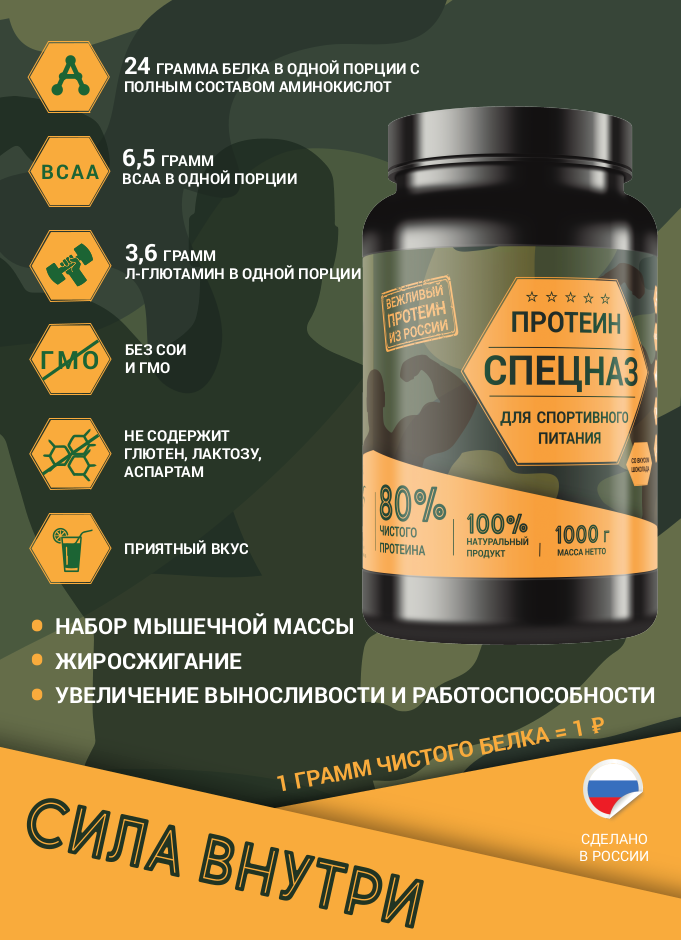 24 ГРАММА БЕЛКА В ОДНОЙ ПОРЦИИ С
ПОЛНЫМ СОСТАВОМ АМИНОКИСЛОТ
BCAA
6,5 ГРАММ
BCAA В ОДНОЙ ПОРЦИИ
3,6 ГРАММ
Л-ГЛЮТАМИН В ОДНОЙ ПОРЦИИ
ГМО
БЕЗ СОИ
И ГМО
НЕ СОДЕРЖИТ
ГЛЮТЕН, ЛАКТОЗУ,
АСПАРТАМ
ПРИЯТНЫЙ ВКУС
ВЕЖЛИВЫЙ
ПРОТЕИН
ИЗ РОССИИ
ПРОТЕИН
СПЕЦНАЗ
ДЛЯ СПОРТИВНОГО
ПИТАНИЯ
СО ВКУСОМ
ШОКОЛАДА
80%
ЧИСТОГО
ПРОТЕИНА
100%
НАТУРАЛЬНЫЙ
ПРОДУКТ
1000 г
МАССА НЕТТО
НАБОР МЫШЕЧНОЙ МАССЫ
ЖИРОСЖИГАНИЕ
УВЕЛИЧЕНИЕ ВЫНОСЛИВОСТИ И РАБОТОСПОСОБНОСТИ
1 ГРАММ ЧИСТОГО БЕЛКА = 1 ₽
СИЛА ВНУТРИ
СДЕЛАНО
В РОССИИ